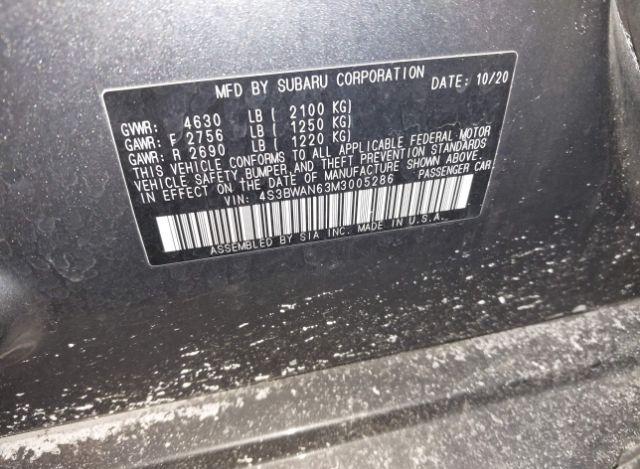 MFD BY SUBARU CORPORATION DATE: 10/20
GVWR: 4630 LB ( 2100 KG)
GAWR: F 2756 LB ( 1250 KG)
GAWR: R 2690 LB ( 1220 KG)
THIS VEHICLE CONFORMS TO ALL APPLICABLE FEDERAL MOTOR
VEHICLE SAFETY, BUMPER, AND THEFT PREVENTION STANDARDS
IN EFFECT ON THE DATE OF MANUFACTURE SHOWN ABOVE.
VIN: 4S3BWAN63M3005286 PASSENGER CAR
ASSEMBLED BY SIA INC. MADE IN U.S.A.